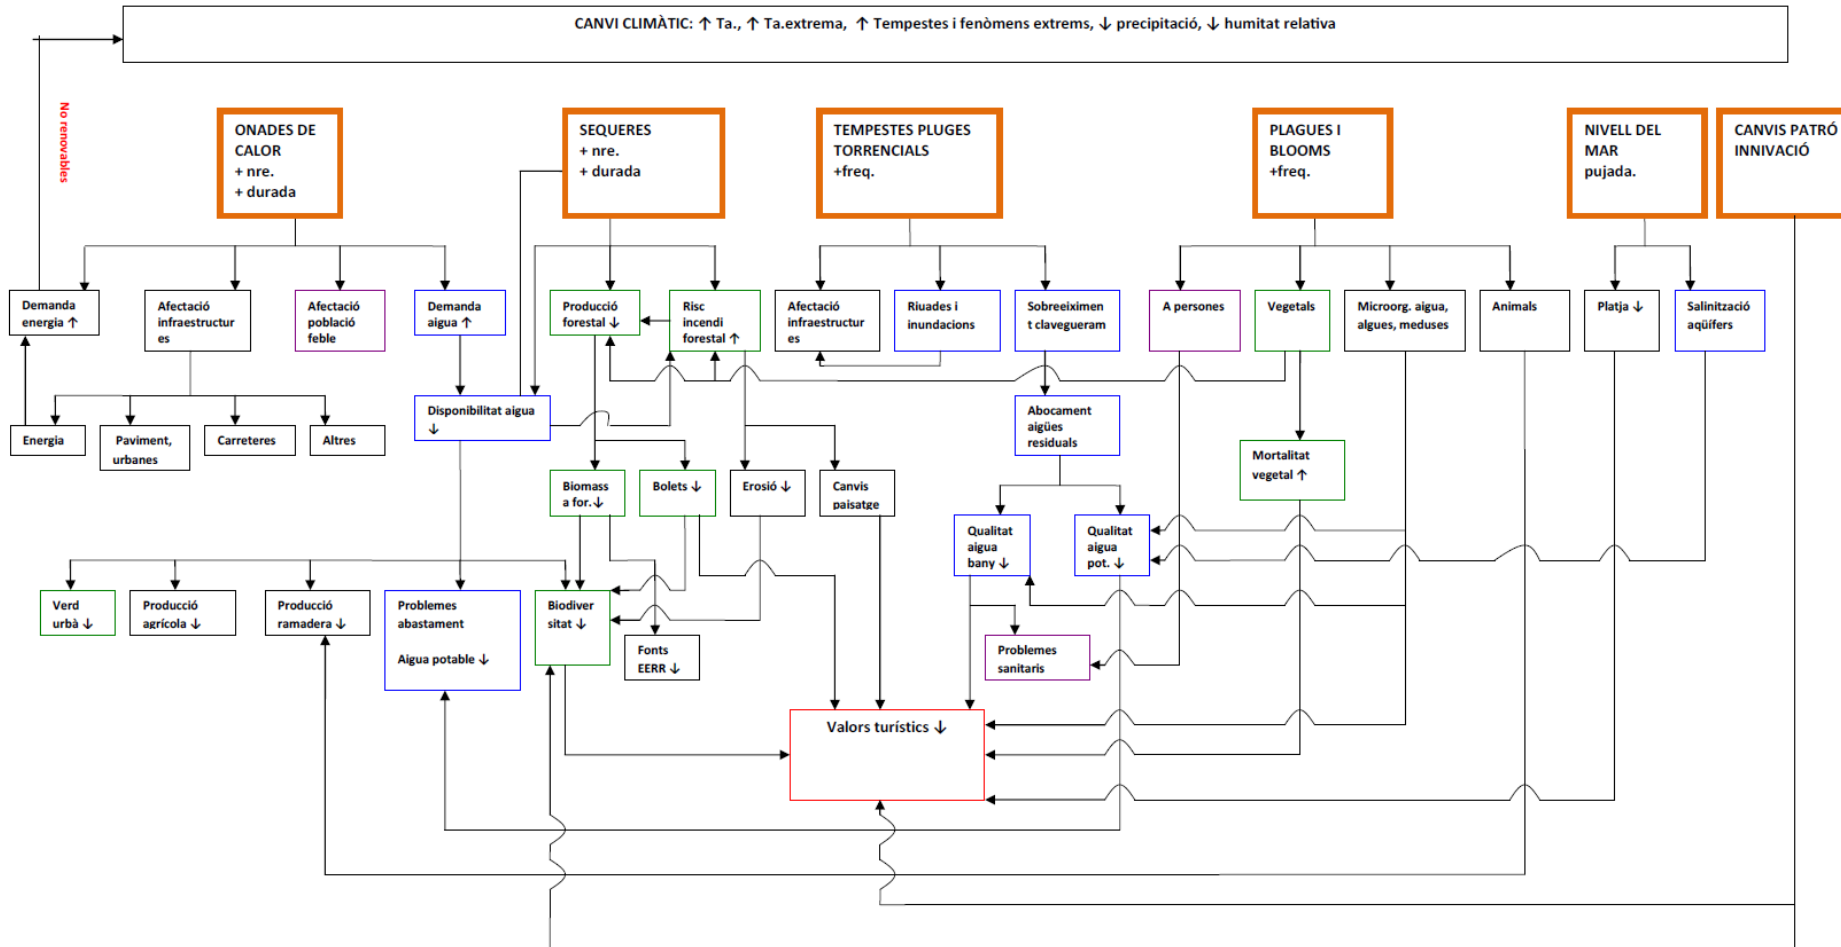 CANVI CLIMÀTIC: ↑ Ta., ↑ Ta.extrema, ↑ Tempestes i fenòmens extrems, ↓ precipitació, ↓ humitat relativa
No renovables
ONADES DE
CALOR
+ nre.
+ durada
SEQUERES
+ nre.
+ durada
TEMPESTES PLUGES
TORRENCIALS
+freq.
PLAGUES I
BLOOMS
+freq.
NIVELL DEL
MAR
pujada.
CANVIS PATRÓ
INNIVACIÓ
Demanda
energia ↑
Afectació
infraestructur
es
Afectació
població
feble
Demanda
aigua ↑
Producció
forestal ↓
Risc
incendi
forestal ↑
Afectació
infraestructur
es
Riuades i
inundacions
Sobreeiximen
t clavegueram
A persones
Vegetals
Microorg. aigua,
algues, meduses
Animals
Platja ↓
Salinització
aqüífers
Energia
Paviment,
urbanes
Carreteres
Altres
Disponibilitat aigua
↓
Abocament
aigües
residuals
Mortalitat
vegetal ↑
Biomass
a for.↓
Bolets ↓
Erosió ↓
Canvis
paisatge
Qualitat
aigua
bany ↓
Qualitat
aigua
pot. ↓
Verd
urbà ↓
Producció
agrícola ↓
Producció
ramadera ↓
Problemes
abastament
Aigua potable ↓
Biodiver
sitat ↓
Fonts
EERR ↓
Problemes
sanitaris
Valors turístics ↓